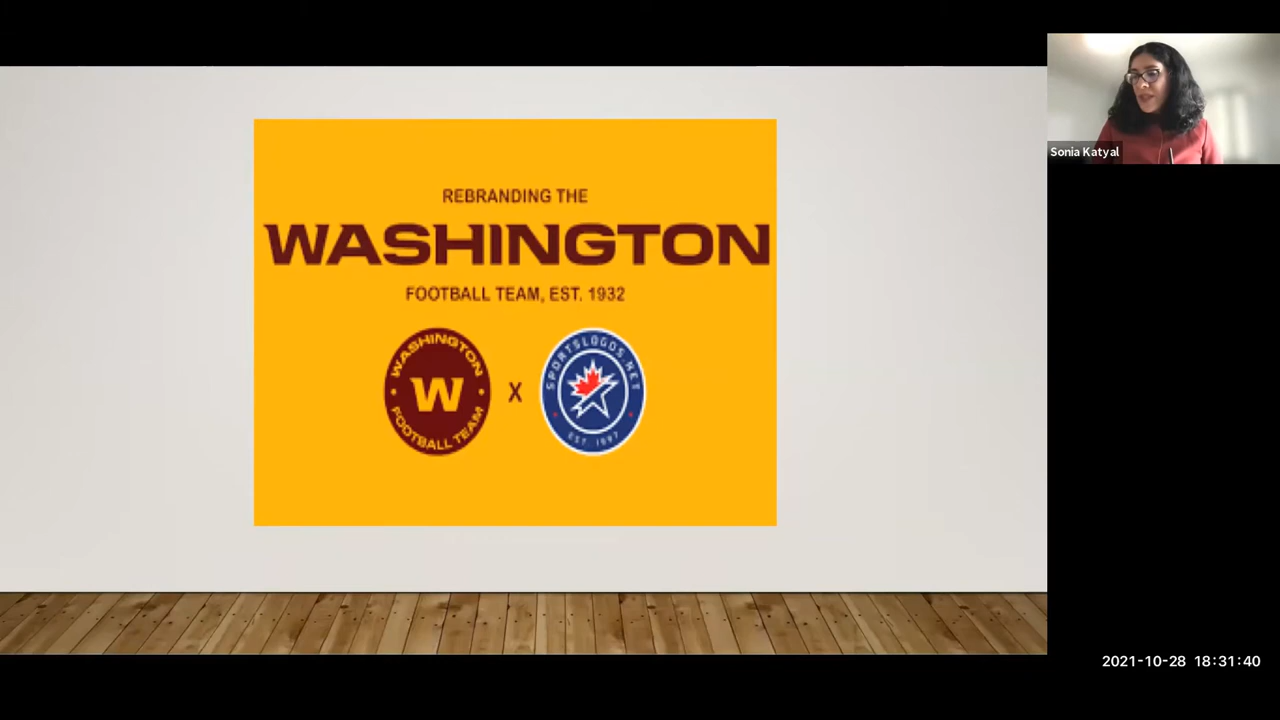 REBRANDING THE
WASHINGTON
FOOTBALL TEAM, EST. 1932
WASHINGTON
W
FOOTBALL TEAM
X
SPORTSLOGOS.NET
EST. 1997
Sonia Katyal
2021-10-28 18:31:40